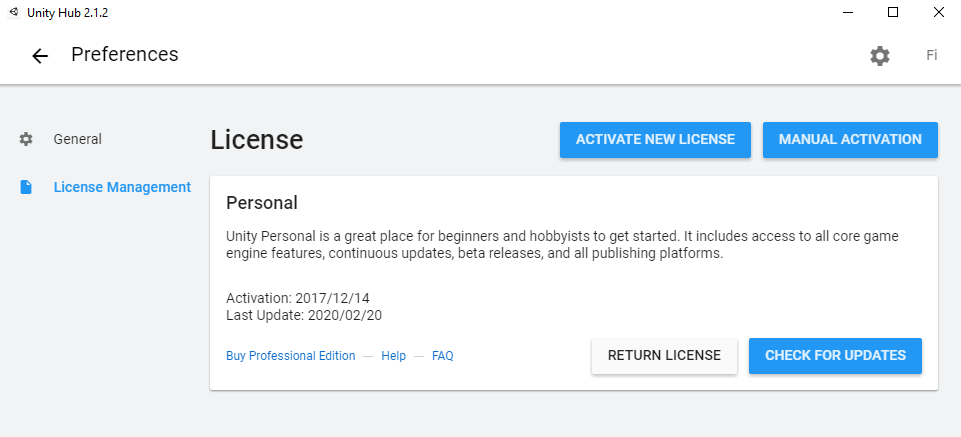 Unity Hub 2.1.2
Preferences
Fi
General
License Management
License
ACTIVATE NEW LICENSE
MANUAL ACTIVATION
Personal
Unity Personal is a great place for beginners and hobbyists to get started. It includes access to all core game
engine features, continuous updates, beta releases, and all publishing platforms.
Activation: 2017/12/14
Last Update: 2020/02/20
Buy Professional Edition — Help — FAQ
RETURN LICENSE
CHECK FOR UPDATES